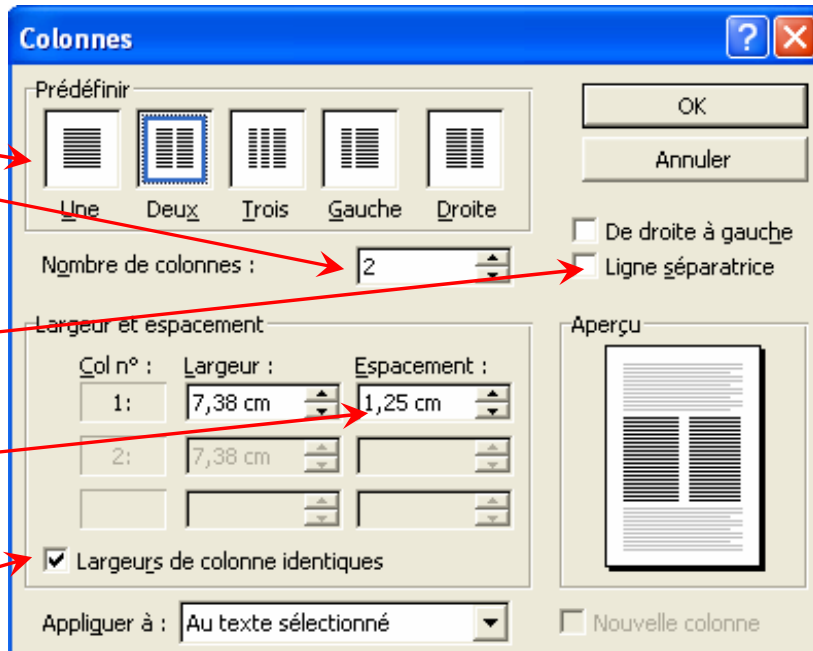 Colonnes
Prédéfinir
OK
Annuler
Une Deux Trois Gauche Droite
De droite à gauche
Nombre de colonnes : 2
Ligne séparatrice
Largeur et espacement
Aperçu
Col n° : Largeur : Espacement :
1: 7,38 cm 1,25 cm
2: 7,38 cm
Largeurs de colonne identiques
Appliquer à : Au texte sélectionné
Nouvelle colonne